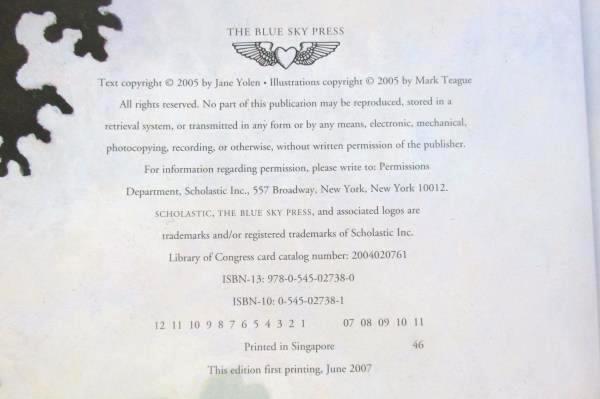 THE BLUE SKY PRESS
Text copyright © 2005 by Jane Yolen • Illustrations copyright © 2005 by Mark Teague
All rights reserved. No part of this publication may be reproduced, stored in a
retrieval system, or transmitted in any form or by any means, electronic, mechanical,
photocopying, recording, or otherwise, without written permission of the publisher.
For information regarding permission, please write to: Permissions
Department, Scholastic Inc., 557 Broadway, New York, New York 10012.
SCHOLASTIC, THE BLUE SKY PRESS, and associated logos are
trademarks and/or registered trademarks of Scholastic Inc.
Library of Congress card catalog number: 2004020761
ISBN-13: 978-0-545-02738-0
ISBN-10: 0-545-02738-1
12 11 10 9 8 7 6 5 4 3 2 1 07 08 09 10 11
Printed in Singapore 46
This edition first printing, June 2007